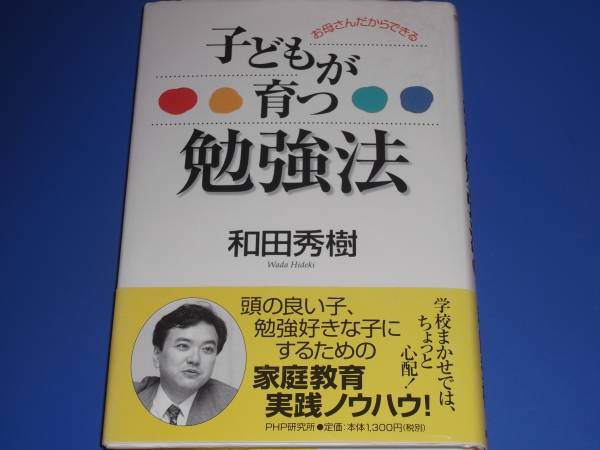 お母さんだからできる
子どもが
育つ
勉強法
和田秀樹
Wada Hideki
学校まかせでは、
ちょっと
心配！
頭の良い子、
勉強好きな子に
するための
家庭教育
実践ノウハウ！
PHP研究所●定価：本体1,300円(税別)